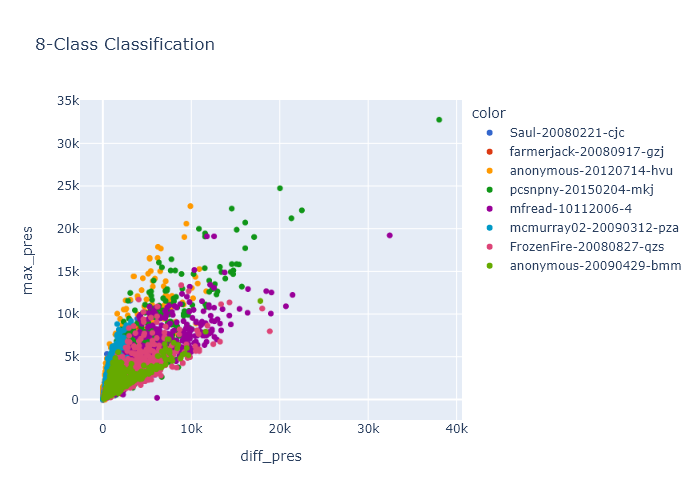 8-Class Classification
max_pres
35k
30k
25k
20k
15k
10k
5k
0
0
10k
20k
30k
40k
diff_pres
color
Saul-20080221-cjc
farmerjack-20080917-gzj
anonymous-20120714-hvu
pcsnpny-20150204-mkj
mfread-10112006-4
mcmurray02-20090312-pza
FrozenFire-20080827-qzs
anonymous-20090429-bmm